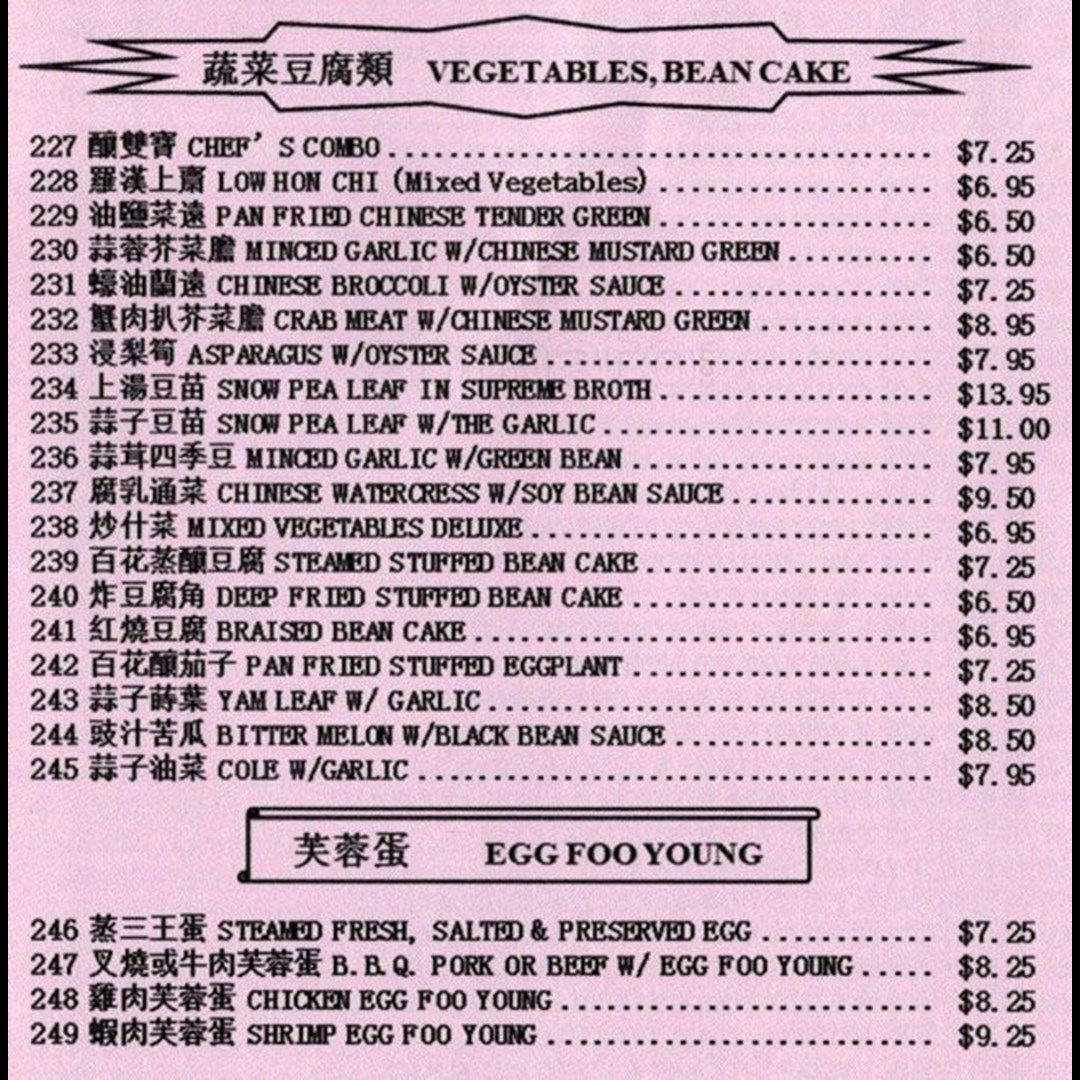 蔬菜豆腐類 VEGETABLES, BEAN CAKE
227 釀雙寶 CHEF'S COMBO $7.25
228 羅漢上齋 LOW HON CHI (Mixed Vegetables) $6.95
229 油鹽菜遠 PAN FRIED CHINESE TENDER GREEN $6.50
230 蒜蓉芥菜膽 MINCED GARLIC W/CHINESE MUSTARD GREEN $6.50
231 蠔油蘭遠 CHINESE BROCCOLI W/OYSTER SAUCE $7.25
232 蟹肉扒芥菜膽 CRAB MEAT W/CHINESE MUSTARD GREEN $8.95
233 浸梨筍 ASPARAGUS W/OYSTER SAUCE $7.95
234 上湯豆苗 SNOW PEA LEAF IN SUPREME BROTH $13.95
235 蒜子豆苗 SNOW PEA LEAF W/THE GARLIC $11.00
236 蒜茸四季豆 MINCED GARLIC W/GREEN BEAN $7.95
237 腐乳通菜 CHINESE WATERCRESS W/SOY BEAN SAUCE $9.50
238 炒什菜 MIXED VEGETABLES DELUXE $6.95
239 百花蒸釀豆腐 STEAMED STUFFED BEAN CAKE $7.25
240 炸豆腐角 DEEP FRIED STUFFED BEAN CAKE $6.50
241 红燒豆腐 BRAISED BEAN CAKE $6.95
242 百花釀茄子 PAN FRIED STUFFED EGGPLANT $7.25
243 蒜子蒔葉 YAM LEAF W/ GARLIC $8.50
244 豉汁苦瓜 BITTER MELON W/BLACK BEAN SAUCE $8.50
245 蒜子油菜 COLE W/GARLIC $7.95
芙蓉蛋 EGG FOO YOUNG
246 蒸三王蛋 STEAMED FRESH, SALTED & PRESERVED EGG $7.25
247 叉燒或牛肉芙蓉蛋 B.B.Q. PORK OR BEEF W/ EGG FOO YOUNG $8.25
248 雞肉芙蓉蛋 CHICKEN EGG FOO YOUNG $8.25
249 蝦肉芙蓉蛋 SHRIMP EGG FOO YOUNG $9.25